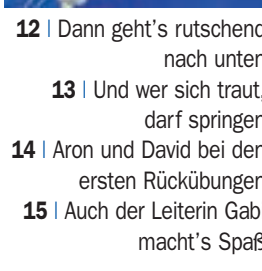 12 | Dann geht's rutschend
nach unten
13 | Und wer sich traut,
darf springen
14 | Aron und David bei den
ersten Rückübungen
15 | Auch der Leiterin Gabi
macht's Spaß